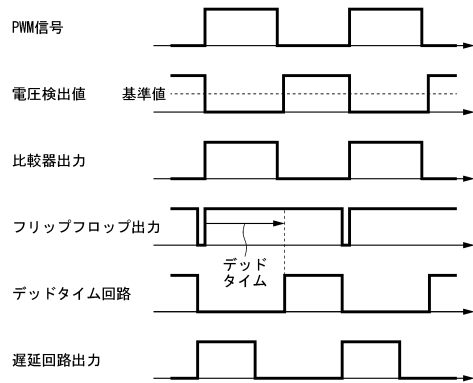 PWM信号
電圧検出値 基準値
比較器出力
フリップフロップ出力
デッド
タイム
デッドタイム回路
遅延回路出力